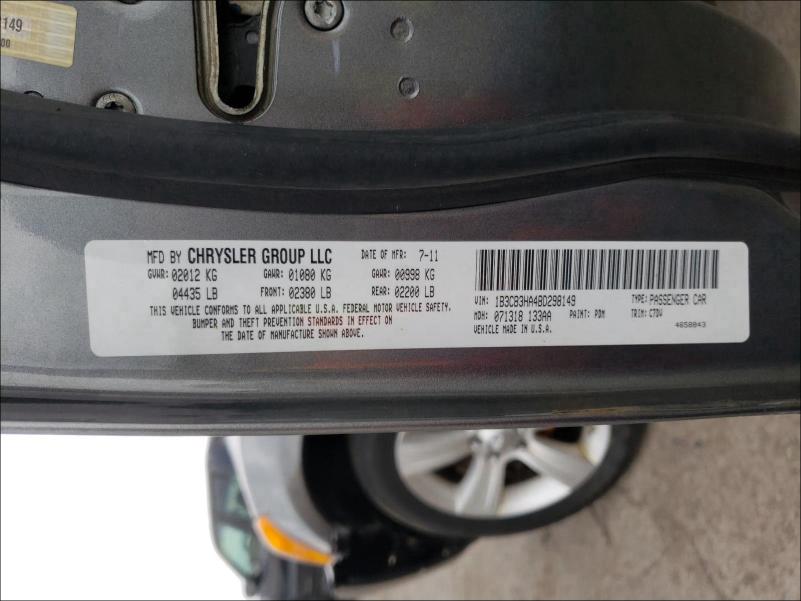 149
00
MFD BY CHRYSLER GROUP LLC DATE OF MFR: 7-11
GVWR: 02012 KG GAWR: 01080 KG GAWR: 00998 KG
04435 LB FRONT: 02380 LB REAR: 02200 LB
THIS VEHICLE CONFORMS TO ALL APPLICABLE U.S.A. FEDERAL MOTOR VEHICLE SAFETY,
BUMPER AND THEFT PREVENTION STANDARDS IN EFFECT ON
THE DATE OF MANUFACTURE SHOWN ABOVE.
VIN: 1B3CB3HA4BD298149 TYPE: PASSENGER CAR
MDH: 071318 133AA PAINT: PDM TRIM: C7DV
VEHICLE MADE IN U.S.A. 4658043